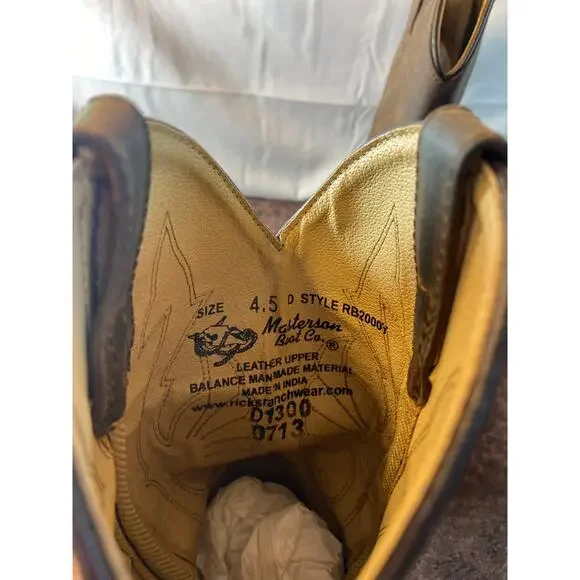 SIZE 4.5 D STYLE RB2000Y
Masterson
Boot Co. ®
LEATHER UPPER
BALANCE MANMADE MATERIAL
MADE IN INDIA
www.ricksranchwear.com
D1300
D713